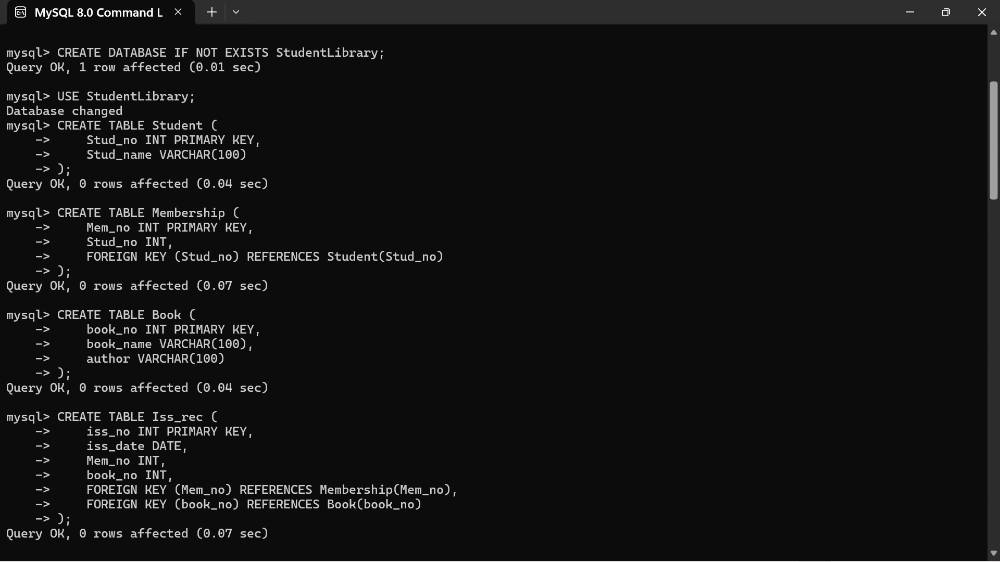 MySQL 8.0 Command L
mysql> CREATE DATABASE IF NOT EXISTS StudentLibrary;
Query OK, 1 row affected (0.01 sec)
mysql> USE StudentLibrary;
Database changed
mysql> CREATE TABLE Student (
    ->     Stud_no INT PRIMARY KEY,
    ->     Stud_name VARCHAR(100)
    -> );
Query OK, 0 rows affected (0.04 sec)
mysql> CREATE TABLE Membership (
    ->     Mem_no INT PRIMARY KEY,
    ->     Stud_no INT,
    ->     FOREIGN KEY (Stud_no) REFERENCES Student(Stud_no)
    -> );
Query OK, 0 rows affected (0.07 sec)
mysql> CREATE TABLE Book (
    ->     book_no INT PRIMARY KEY,
    ->     book_name VARCHAR(100),
    ->     author VARCHAR(100)
    -> );
Query OK, 0 rows affected (0.04 sec)
mysql> CREATE TABLE Iss_rec (
    ->     iss_no INT PRIMARY KEY,
    ->     iss_date DATE,
    ->     Mem_no INT,
    ->     book_no INT,
    ->     FOREIGN KEY (Mem_no) REFERENCES Membership(Mem_no),
    ->     FOREIGN KEY (book_no) REFERENCES Book(book_no)
    -> );
Query OK, 0 rows affected (0.07 sec)